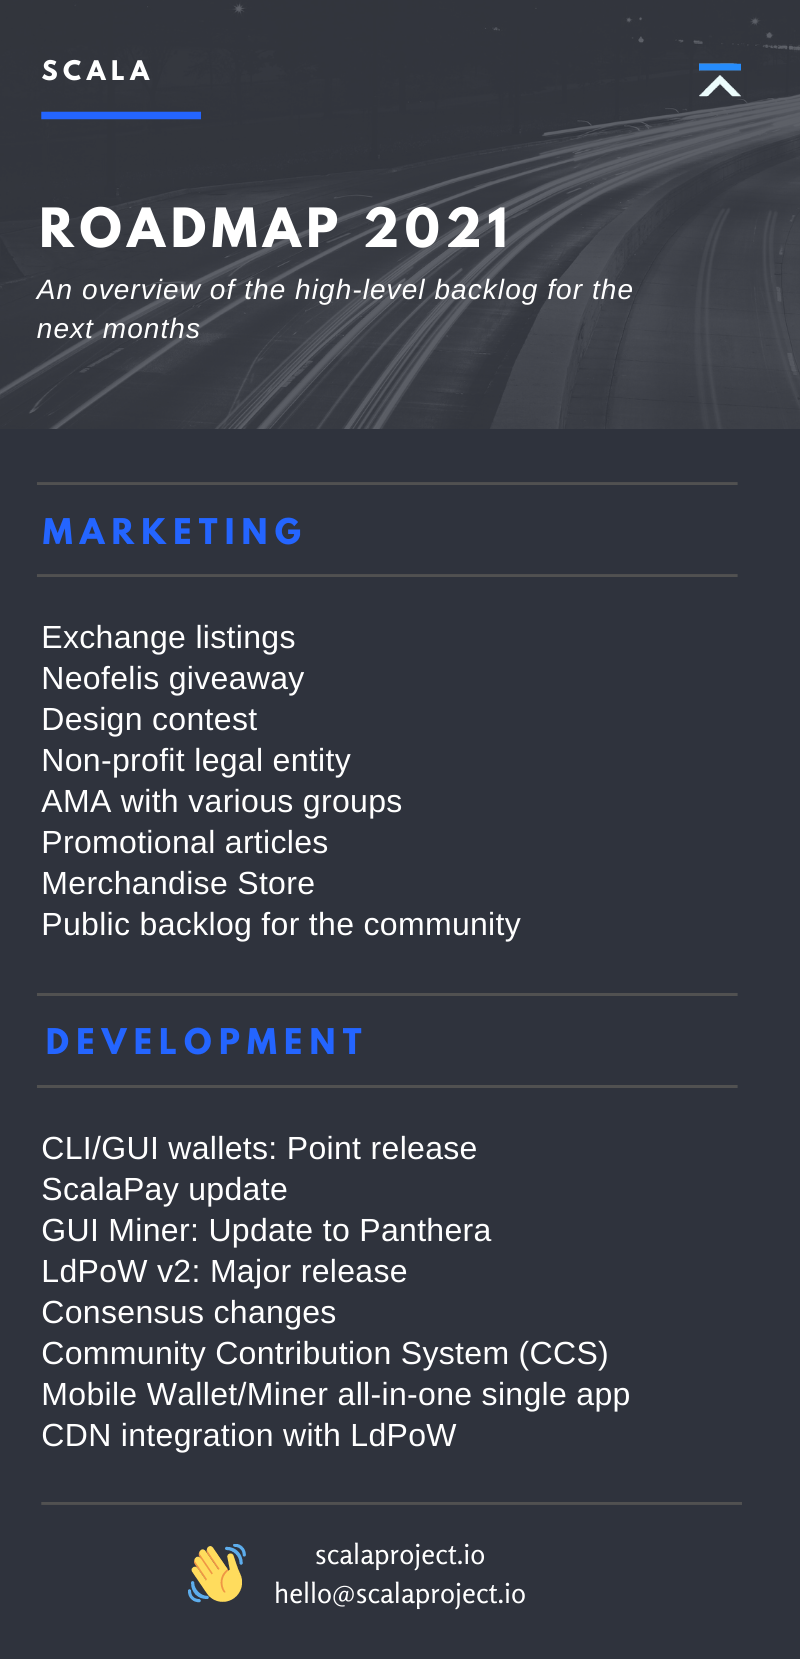 SCALA
ROADMAP 2021
An overview of the high-level backlog for the
next months
MARKETING
Exchange listings
Neofelis giveaway
Design contest
Non-profit legal entity
AMA with various groups
Promotional articles
Merchandise Store
Public backlog for the community
DEVELOPMENT
CLI/GUI wallets: Point release
ScalaPay update
GUI Miner: Update to Panthera
LdPoW v2: Major release
Consensus changes
Community Contribution System (CCS)
Mobile Wallet/Miner all-in-one single app
CDN integration with LdPoW
scalaproject.io
hello@scalaproject.io